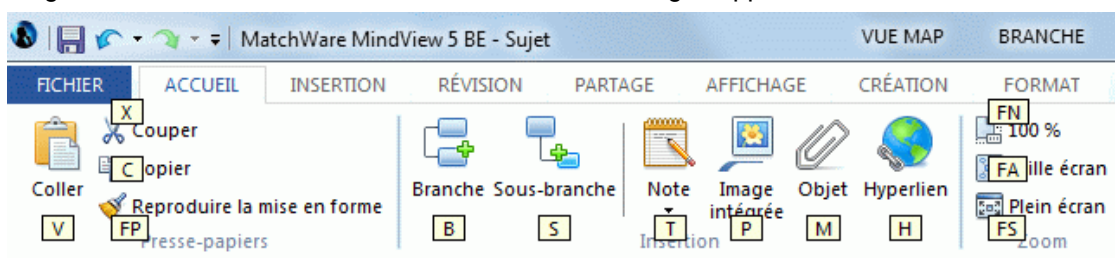 MatchWare MindView 5 BE - Sujet VUE MAP BRANCHE
FICHIER ACCUEIL INSERTION RÉVISION PARTAGE AFFICHAGE CRÉATION FORMAT
X FN
Couper 100 %
C opier FA ille écran
Coller Branche Sous-branche Note Image intégrée Objet Hyperlien
Reproduire la mise en forme Plein écran
V FP B S T P M H FS
Presse-papiers Insertion Zoom